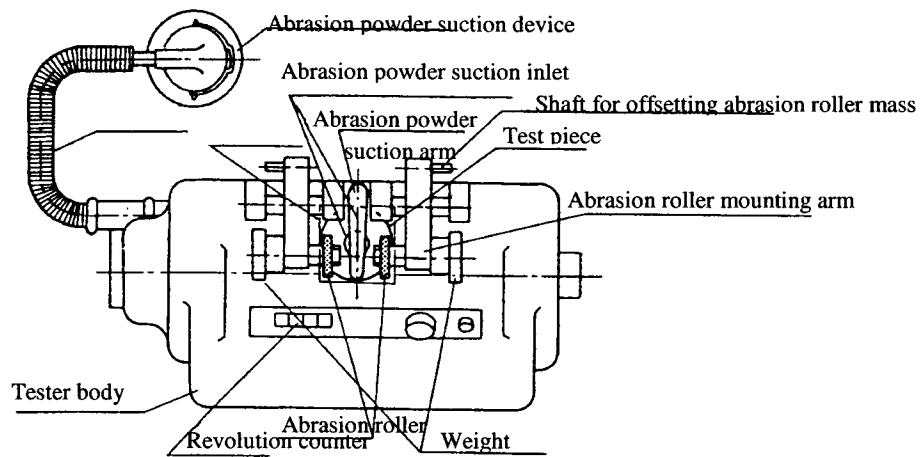 Abrasion powder suction device
Abrasion powder suction inlet
Shaft for offsetting abrasion roller mass
Abrasion powder
suction arm
Test piece
Abrasion roller mounting arm
Tester body
Abrasion roller
Revolution counter
Weight